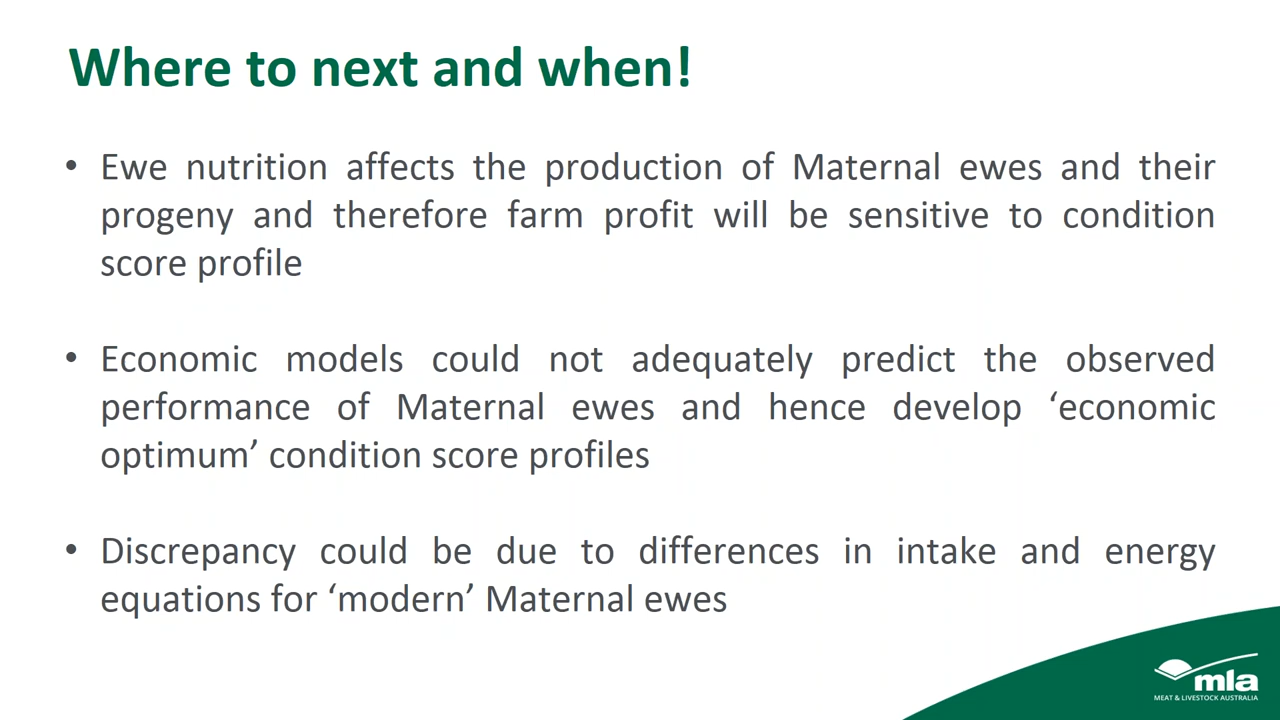 Where to next and when!
• Ewe nutrition affects the production of Maternal ewes and their
progeny and therefore farm profit will be sensitive to condition
score profile
• Economic models could not adequately predict the observed
performance of Maternal ewes and hence develop ‘economic
optimum’ condition score profiles
• Discrepancy could be due to differences in intake and energy
equations for ‘modern’ Maternal ewes
mla
MEAT & LIVESTOCK AUSTRALIA